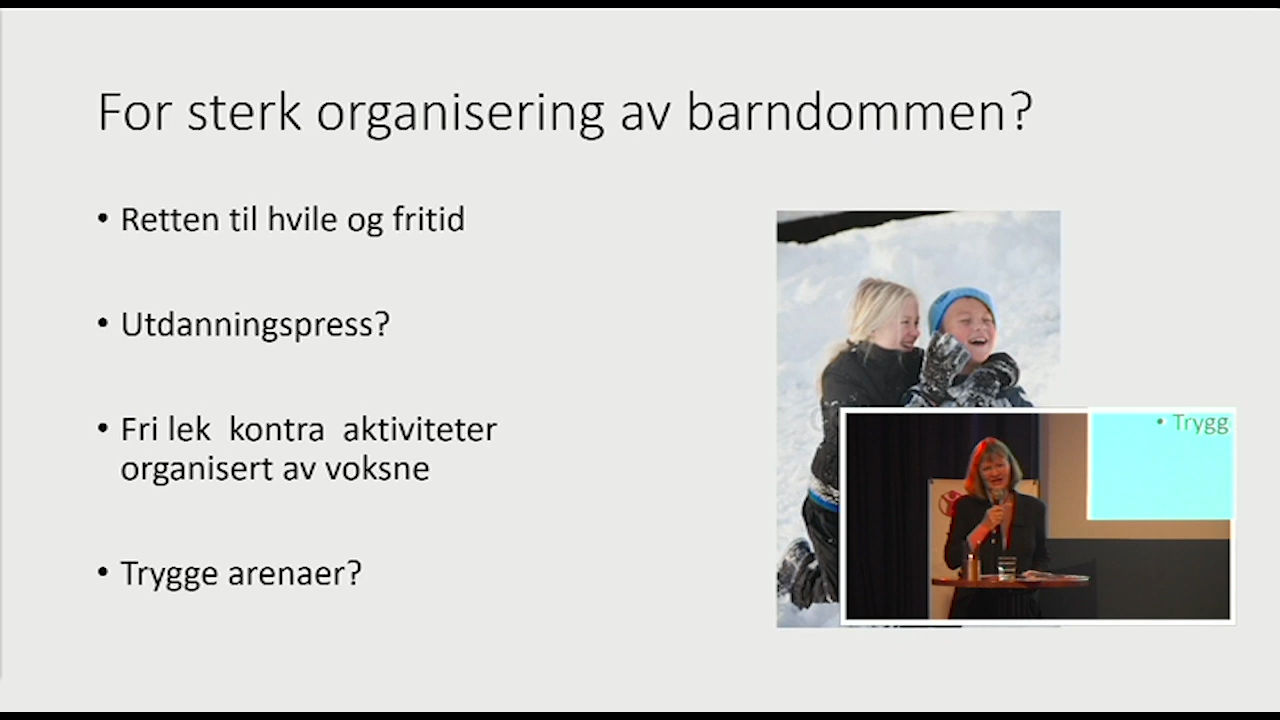 For sterk organisering av barndommen?
• Retten til hvile og fritid
• Utdanningspress?
• Fri lek kontra aktiviteter
organisert av voksne
• Trygge arenaer?
• Trygg